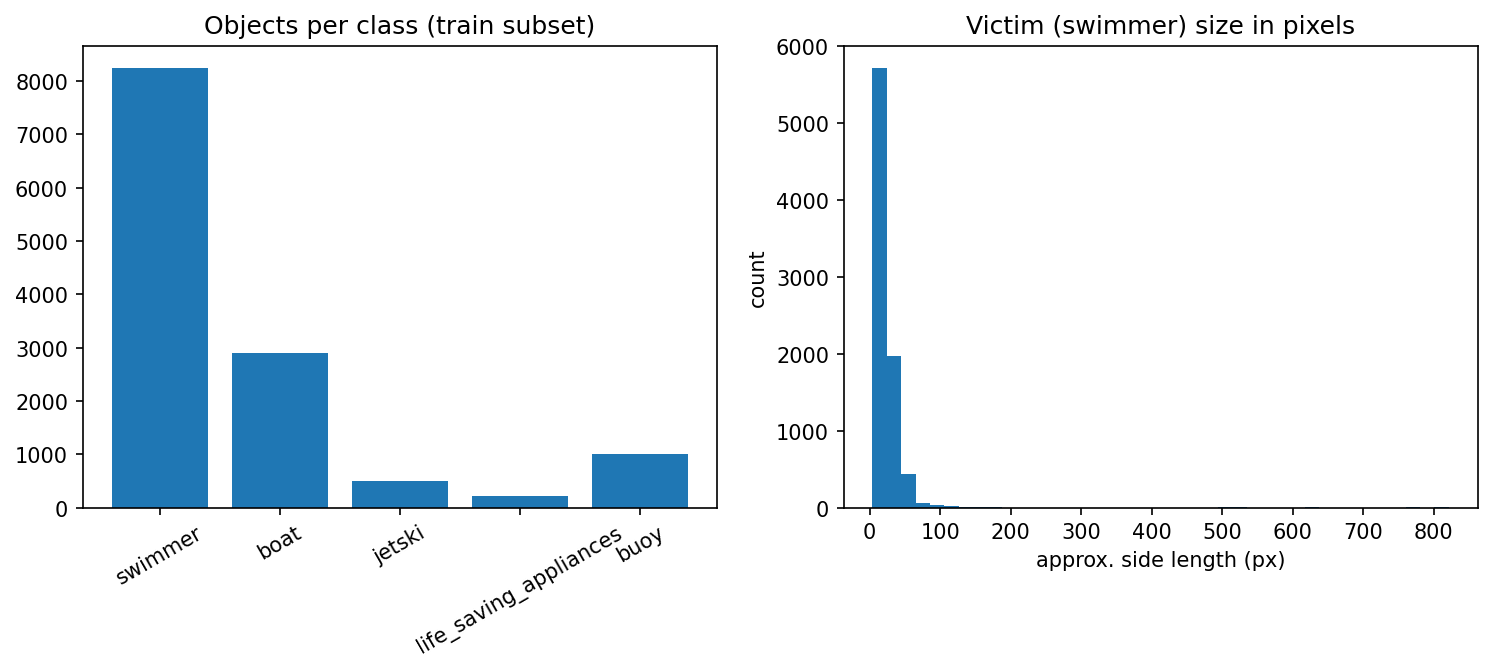 Objects per class (train subset)
8000
7000
6000
5000
4000
3000
2000
1000
0
swimmer
boat
jetski
life_saving_appliances
buoy
Victim (swimmer) size in pixels
6000
5000
4000
3000
2000
1000
0
count
0 100 200 300 400 500 600 700 800
approx. side length (px)